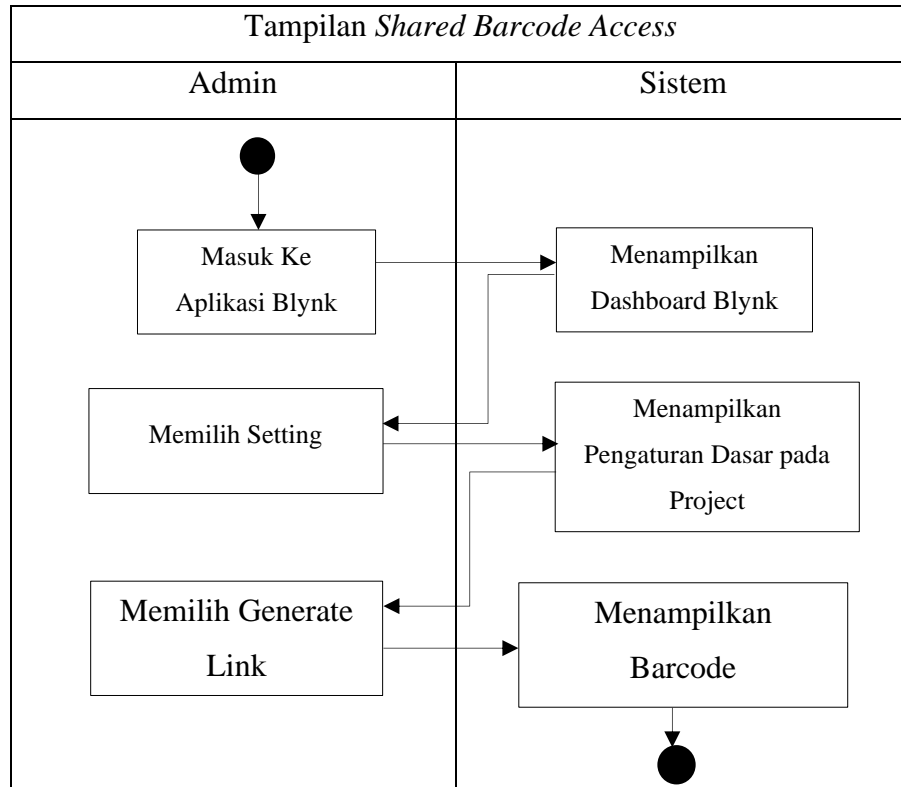 Tampilan Shared Barcode Access
Admin
Sistem
Masuk Ke
Aplikasi Blynk
Menampilkan
Dashboard Blynk
Memilih Setting
Menampilkan
Pengaturan Dasar pada
Project
Memilih Generate
Link
Menampilkan
Barcode